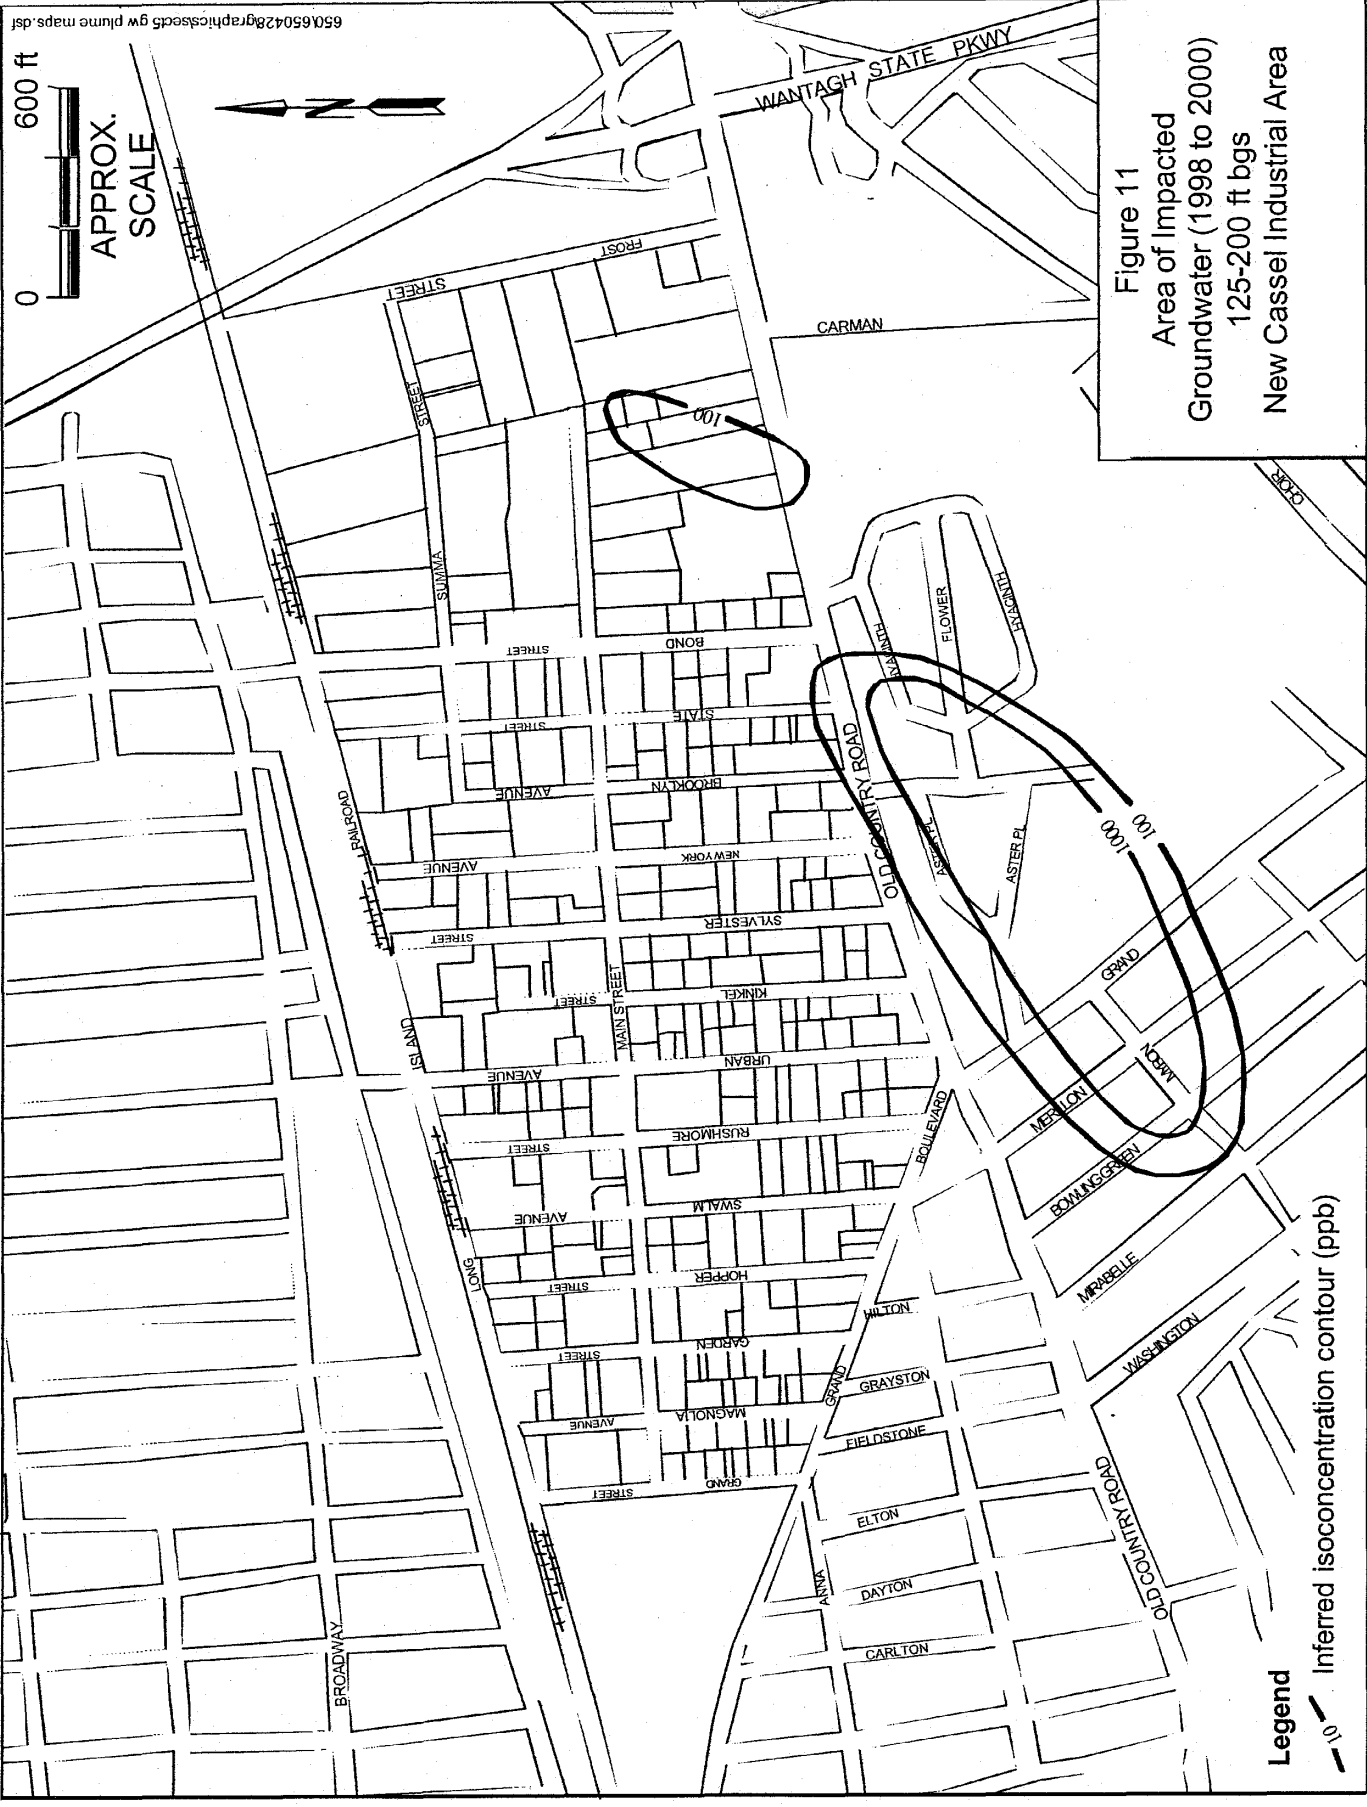 650\650428\graphics\sec5 gw plume maps.dsf
0 600 ft
APPROX.
SCALE
N
WANTAGH STATE PKWY
FROST
STREET
CARMAN
STREET
SUMMA
100
CHOIR
HYACINTH
FLOWER
HYACINTH
STREET
BOND
STREET
STATE
AVENUE
BROOKLYN
OLD COUNTRY ROAD
RAILROAD
AVENUE
NEW YORK
ASTER PL
ASTER PL
1000
100
STREET
SYLVESTER
STREET
KINKEL
MAIN STREET
GRAND
ISLAND
AVENUE
URBAN
MARION
MERILLON
STREET
RUSHMORE
BOULEVARD
BOWLING GREEN
AVENUE
SWALM
LONG
STREET
HOPPER
HILTON
MIRABELLE
STREET
GARDEN
GRAND
GRAYSTON
WASHINGTON
AVENUE
MAGNOLIA
FIELDSTONE
STREET
GRAND
ELTON
OLD COUNTRY ROAD
ANNA
DAYTON
CARLTON
BROADWAY
Figure 11
Area of Impacted
Groundwater (1998 to 2000)
125-200 ft bgs
New Cassel Industrial Area
Legend
10 Inferred isoconcentration contour (ppb)